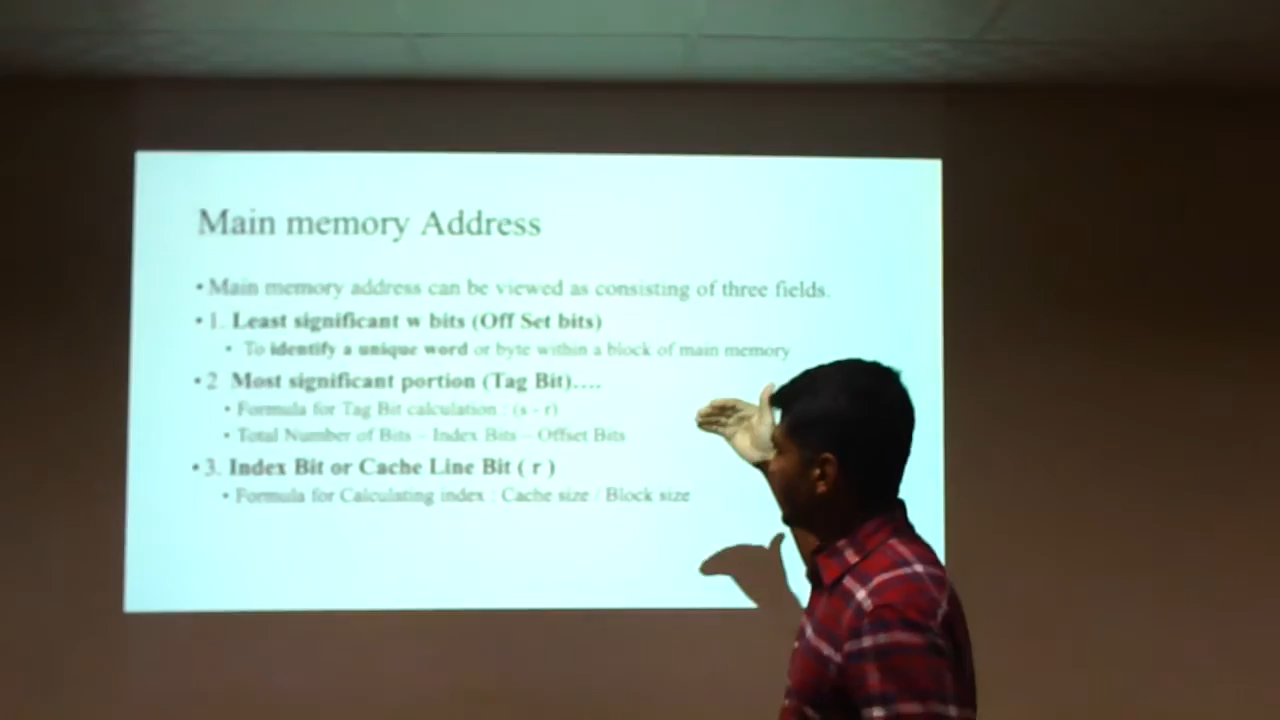 Main memory Address
• Main memory address can be viewed as consisting of three fields.
• 1. Least significant w bits (Off Set bits)
• To identify a unique word or byte within a block of main memory
• 2 Most significant portion (Tag Bit)....
• Formula for Tag Bit calculation : (s - r)
• Total Number of Bits – Index Bits – Offset Bits
• 3. Index Bit or Cache Line Bit ( r )
• Formula for Calculating index : Cache size / Block size